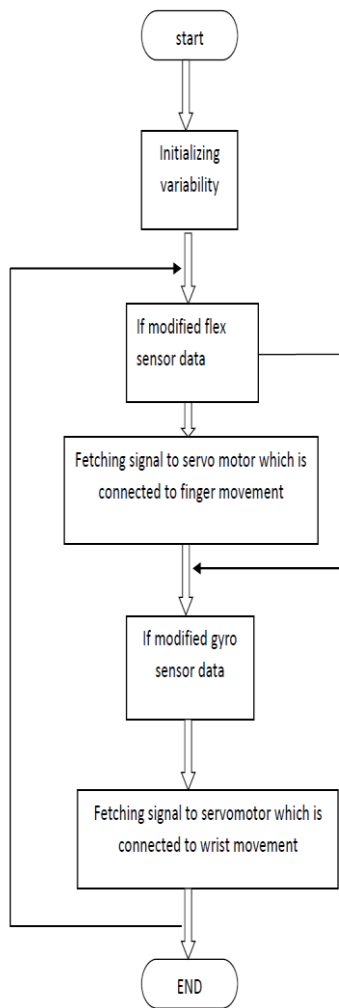 start
Initializing
variability
If modified flex
sensor data
Fetching signal to servo motor which is
connected to finger movement
If modified gyro
sensor data
Fetching signal to servomotor which is
connected to wrist movement
END